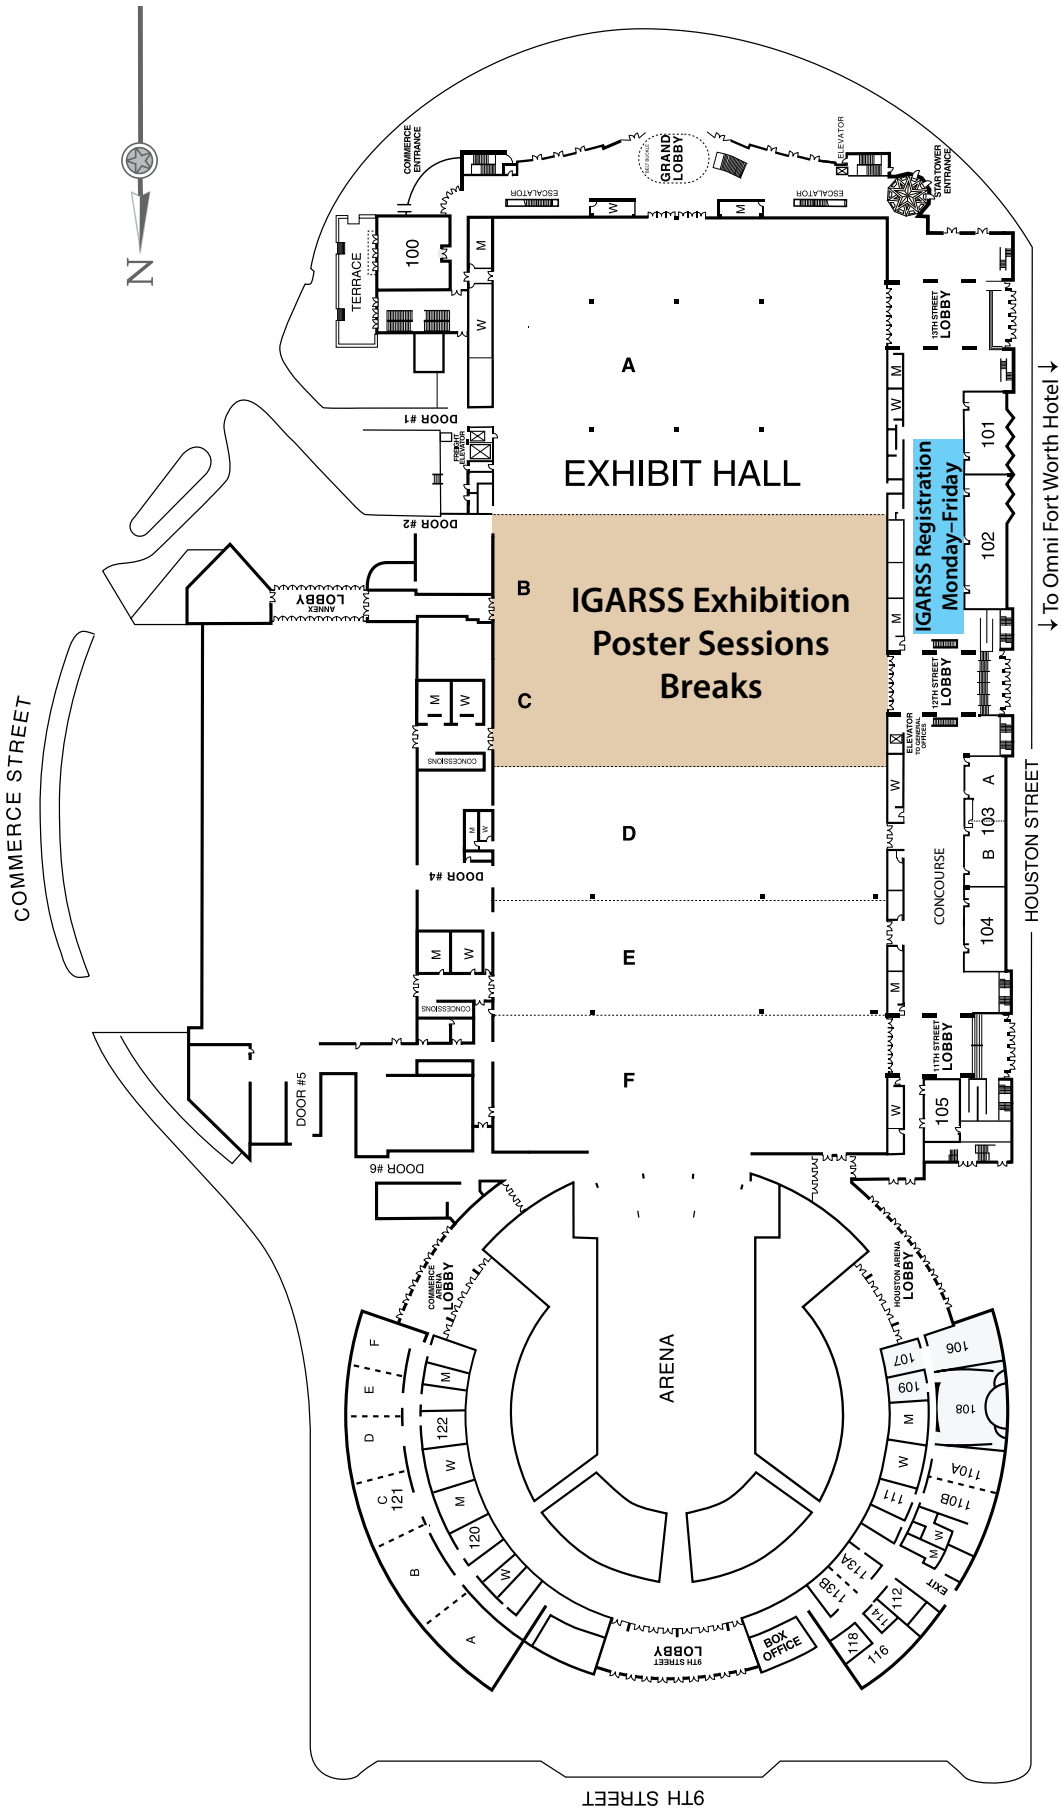 N
COMMERCE
ENTRANCE
ELEVATOR
BELT BUCKLE
GRAND
LOBBY
STAR TOWER
ENTRANCE
ESCALATOR
ESCALATOR
W
M
TERRACE
100
M
W
13TH STREET
LOBBY
A
M
W
DOOR #1
FREIGHT
ELEVATOR
101
EXHIBIT HALL
IGARSS Registration
Monday–Friday
To Omni Fort Worth Hotel
DOOR #2
102
B
IGARSS Exhibition
Poster Sessions
Breaks
C
ANNEX
LOBBY
M
M
W
12TH STREET
LOBBY
COMMERCE STREET
CONCESSIONS
ELEVATOR
TO GENERAL
OFFICES
W
A
103
B
HOUSTON STREET
M
W
D
DOOR #4
CONCOURSE
104
M
W
E
M
CONCESSIONS
11TH STREET
LOBBY
F
DOOR #5
W
105
DOOR #6
COMMERCE
ARENA
LOBBY
HOUSTON ARENA
LOBBY
ARENA
F
E
D
C
121
B
A
M
122
W
M
120
W
107
106
109
108
M
W
110A
110B
111
W
M
113A
113B
EXIT
112
114
118
116
9TH STREET
LOBBY
BOX
OFFICE
9TH STREET